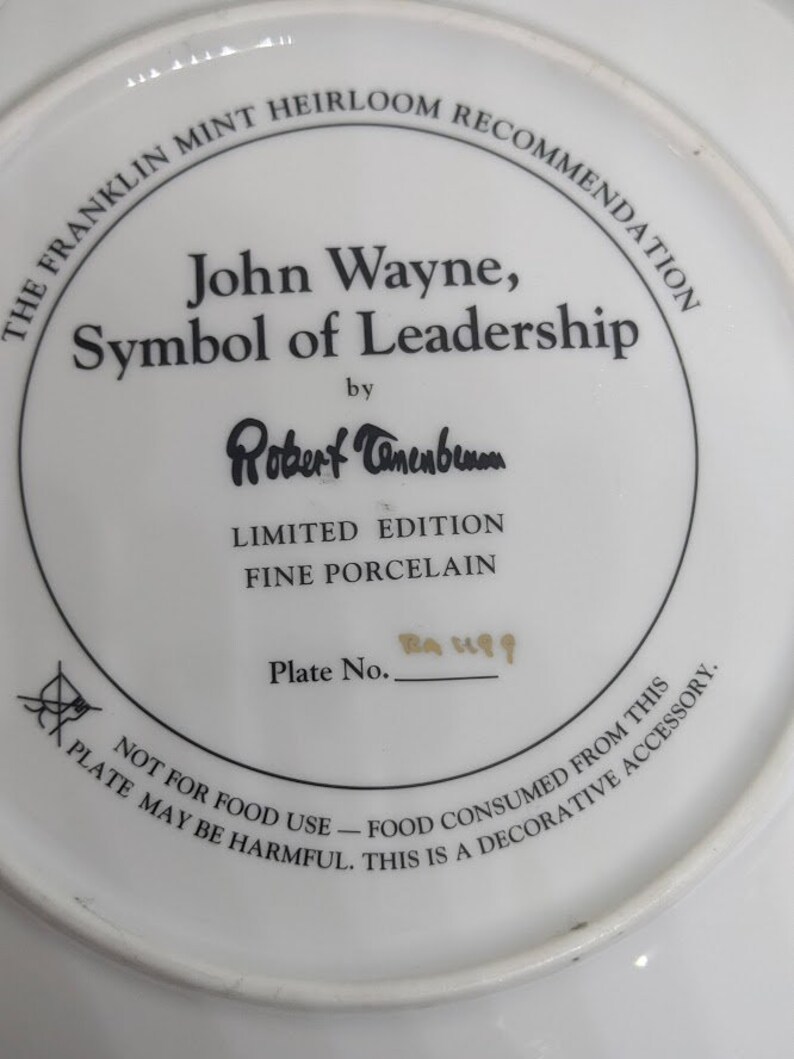 THE FRANKLIN MINT HEIRLOOM RECOMMENDATION
John Wayne,
Symbol of Leadership
by
Robert Tanenbaum
LIMITED EDITION
FINE PORCELAIN
Plate No.
NOT FOR FOOD USE — FOOD CONSUMED FROM THIS
PLATE MAY BE HARMFUL. THIS IS A DECORATIVE ACCESSORY.